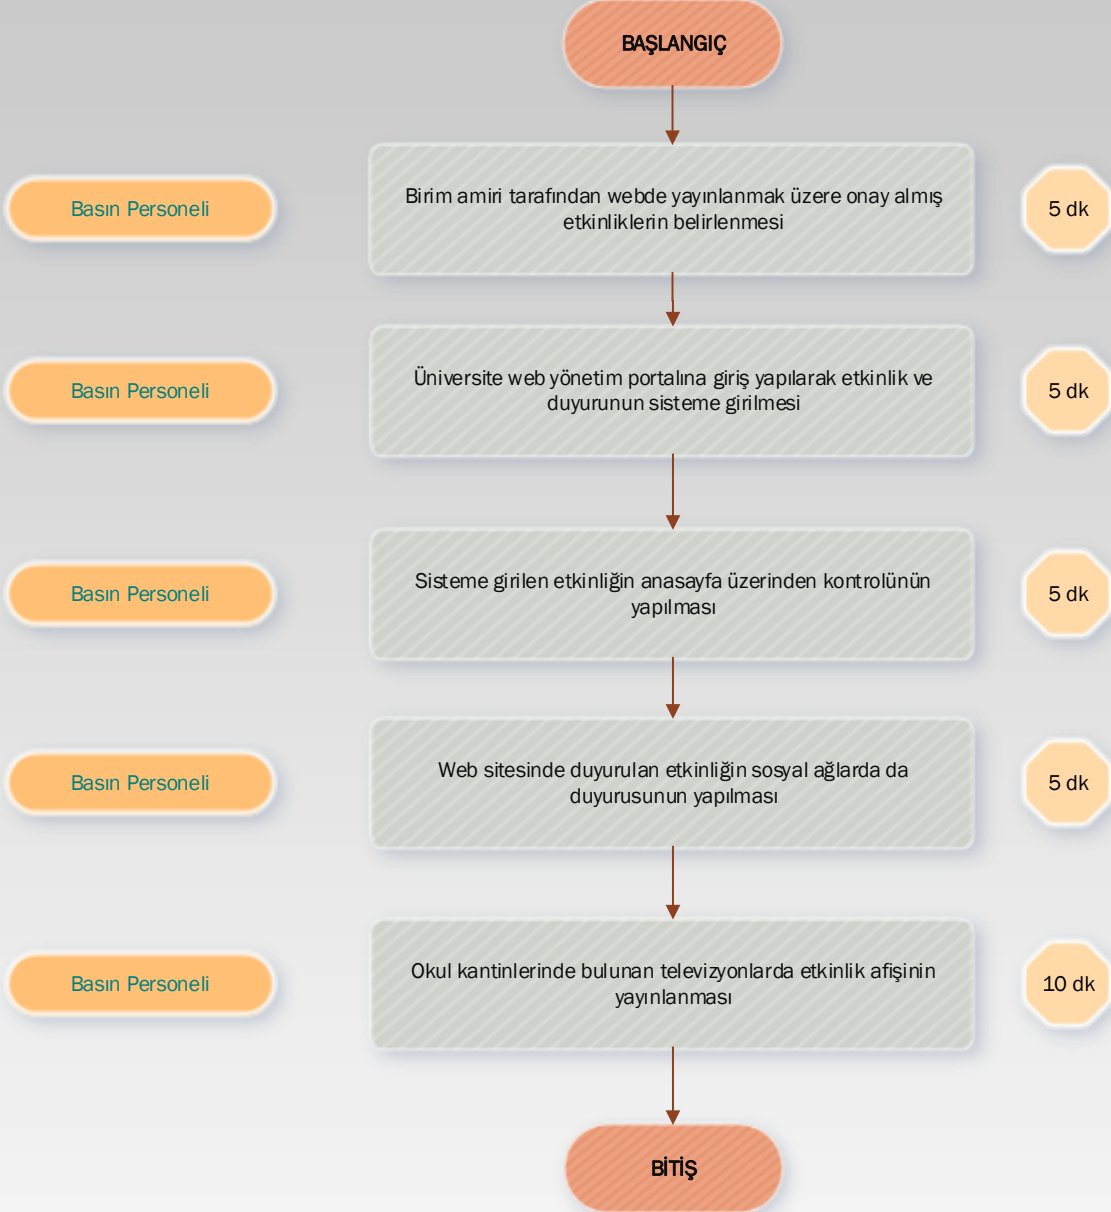 BAŞLANGIÇ
Basın Personeli
Birim amiri tarafından webde yayınlanmak üzere onay almış
etkinliklerin belirlenmesi
5 dk
Basın Personeli
Üniversite web yönetim portalına giriş yapılarak etkinlik ve
duyurunun sisteme girilmesi
5 dk
Basın Personeli
Sisteme girilen etkinliğin anasayfa üzerinden kontrolünün
yapılması
5 dk
Basın Personeli
Web sitesinde duyurulan etkinliğin sosyal ağlarda da
duyurusunun yapılması
5 dk
Basın Personeli
Okul kantinlerinde bulunan televizyonlarda etkinlik afişinin
yayınlanması
10 dk
BİTİŞ